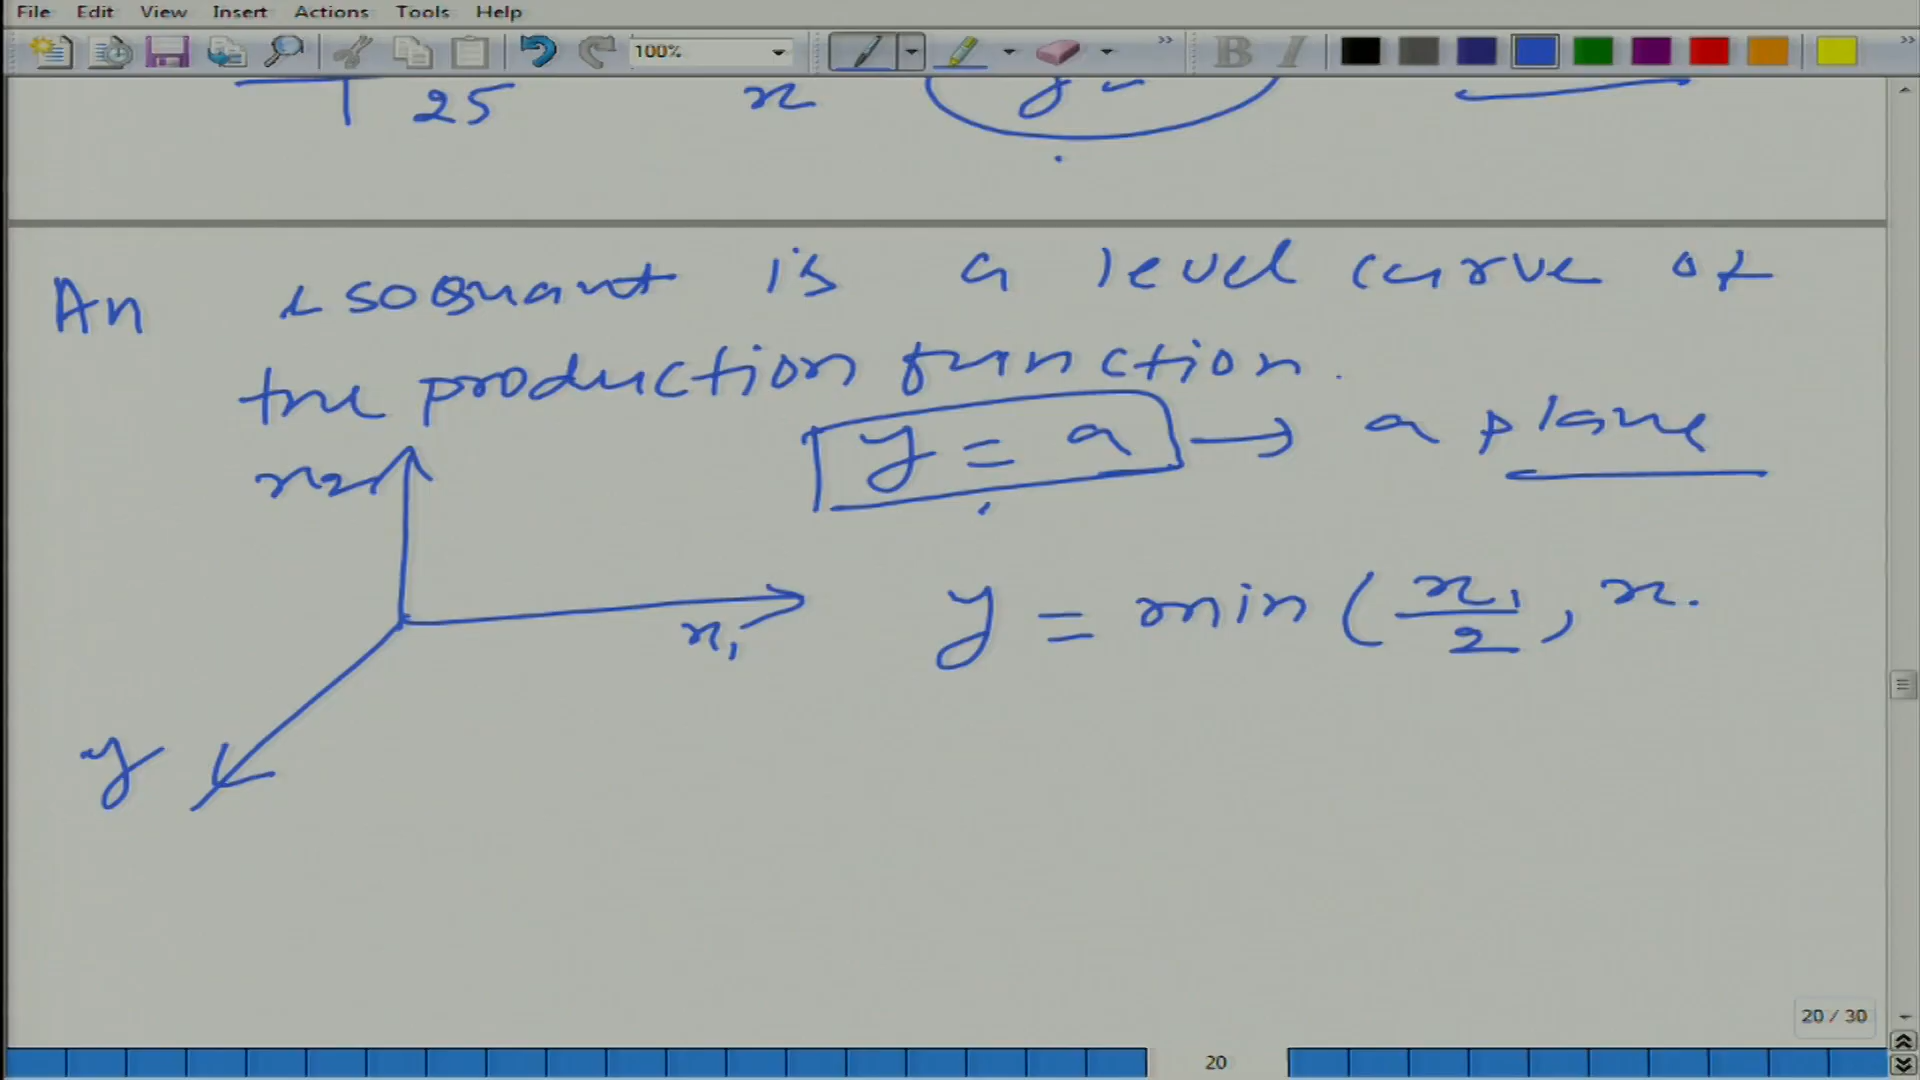 File Edit View Insert Actions Tools Help
100%
25 x y =
An isoquant is a level curve of
the production function.
y = a → a plane
x2
y = min ( x1/2 , x
x1
y
20 / 30
20